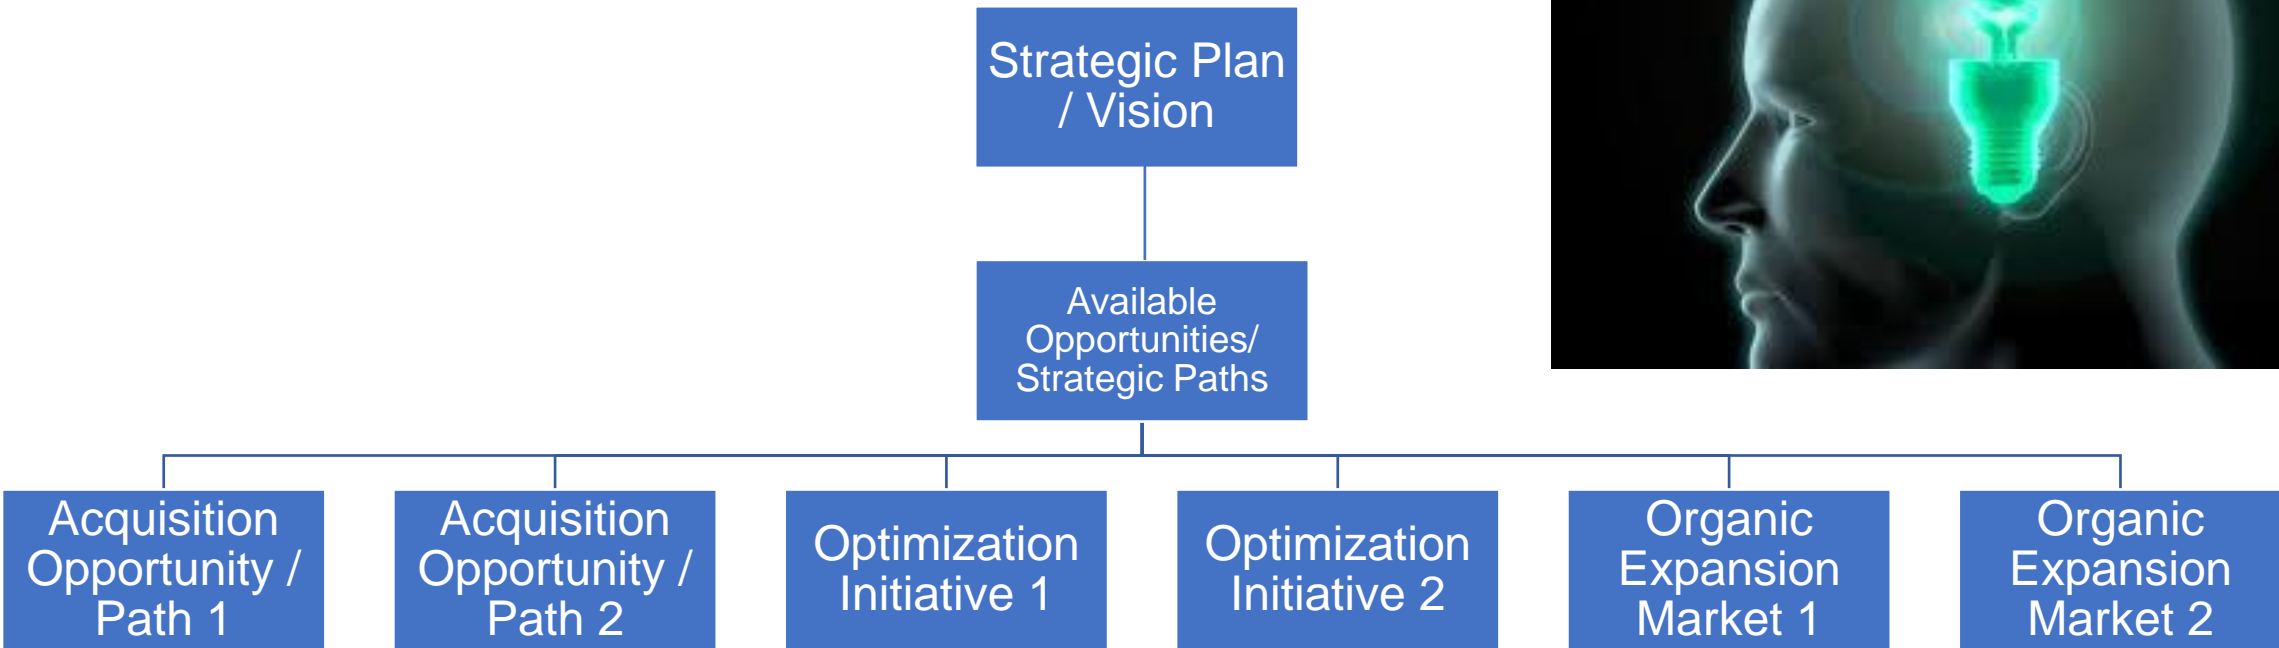 Strategic Plan
/ Vision
Available
Opportunities/
Strategic Paths
Acquisition
Opportunity /
Path 1
Acquisition
Opportunity /
Path 2
Optimization
Initiative 1
Optimization
Initiative 2
Organic
Expansion
Market 1
Organic
Expansion
Market 2